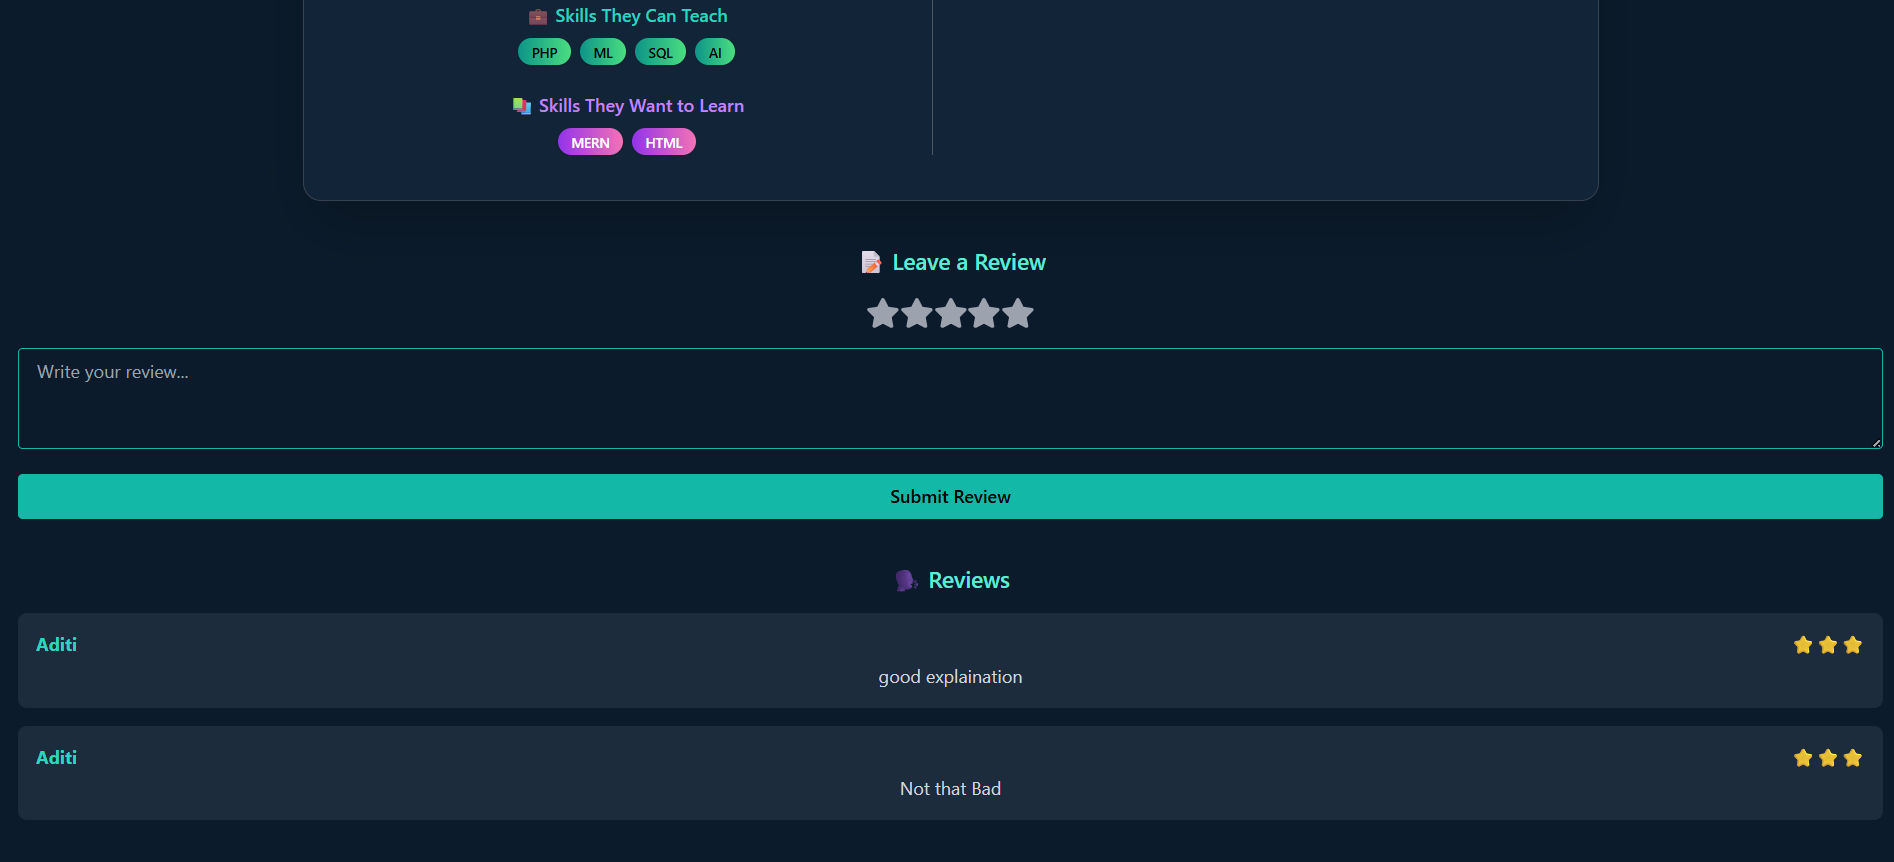 Skills They Can Teach
PHP ML SQL AI
Skills They Want to Learn
MERN HTML
Leave a Review
Write your review...
Submit Review
Reviews
Aditi
good explaination
Aditi
Not that Bad